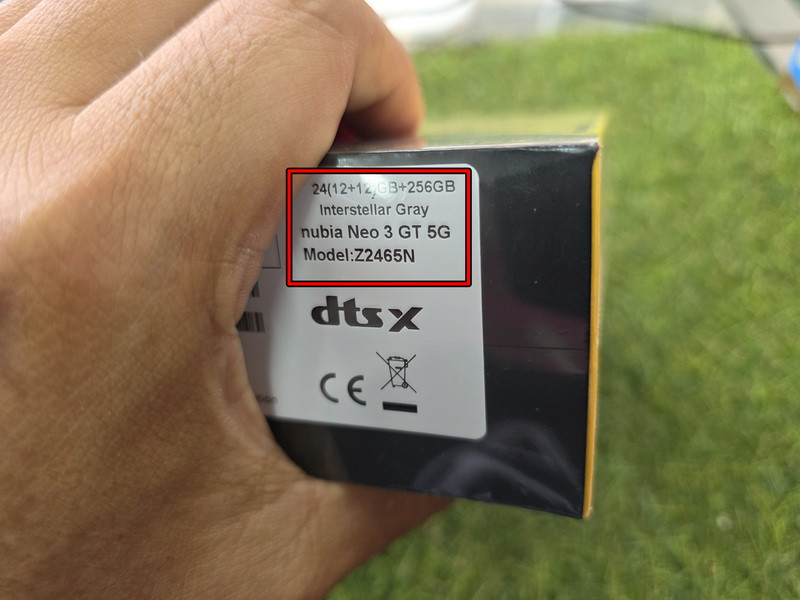 24(12+12)GB+256GB
Interstellar Gray
nubia Neo 3 GT 5G
Model:Z2465N
dts X
CE